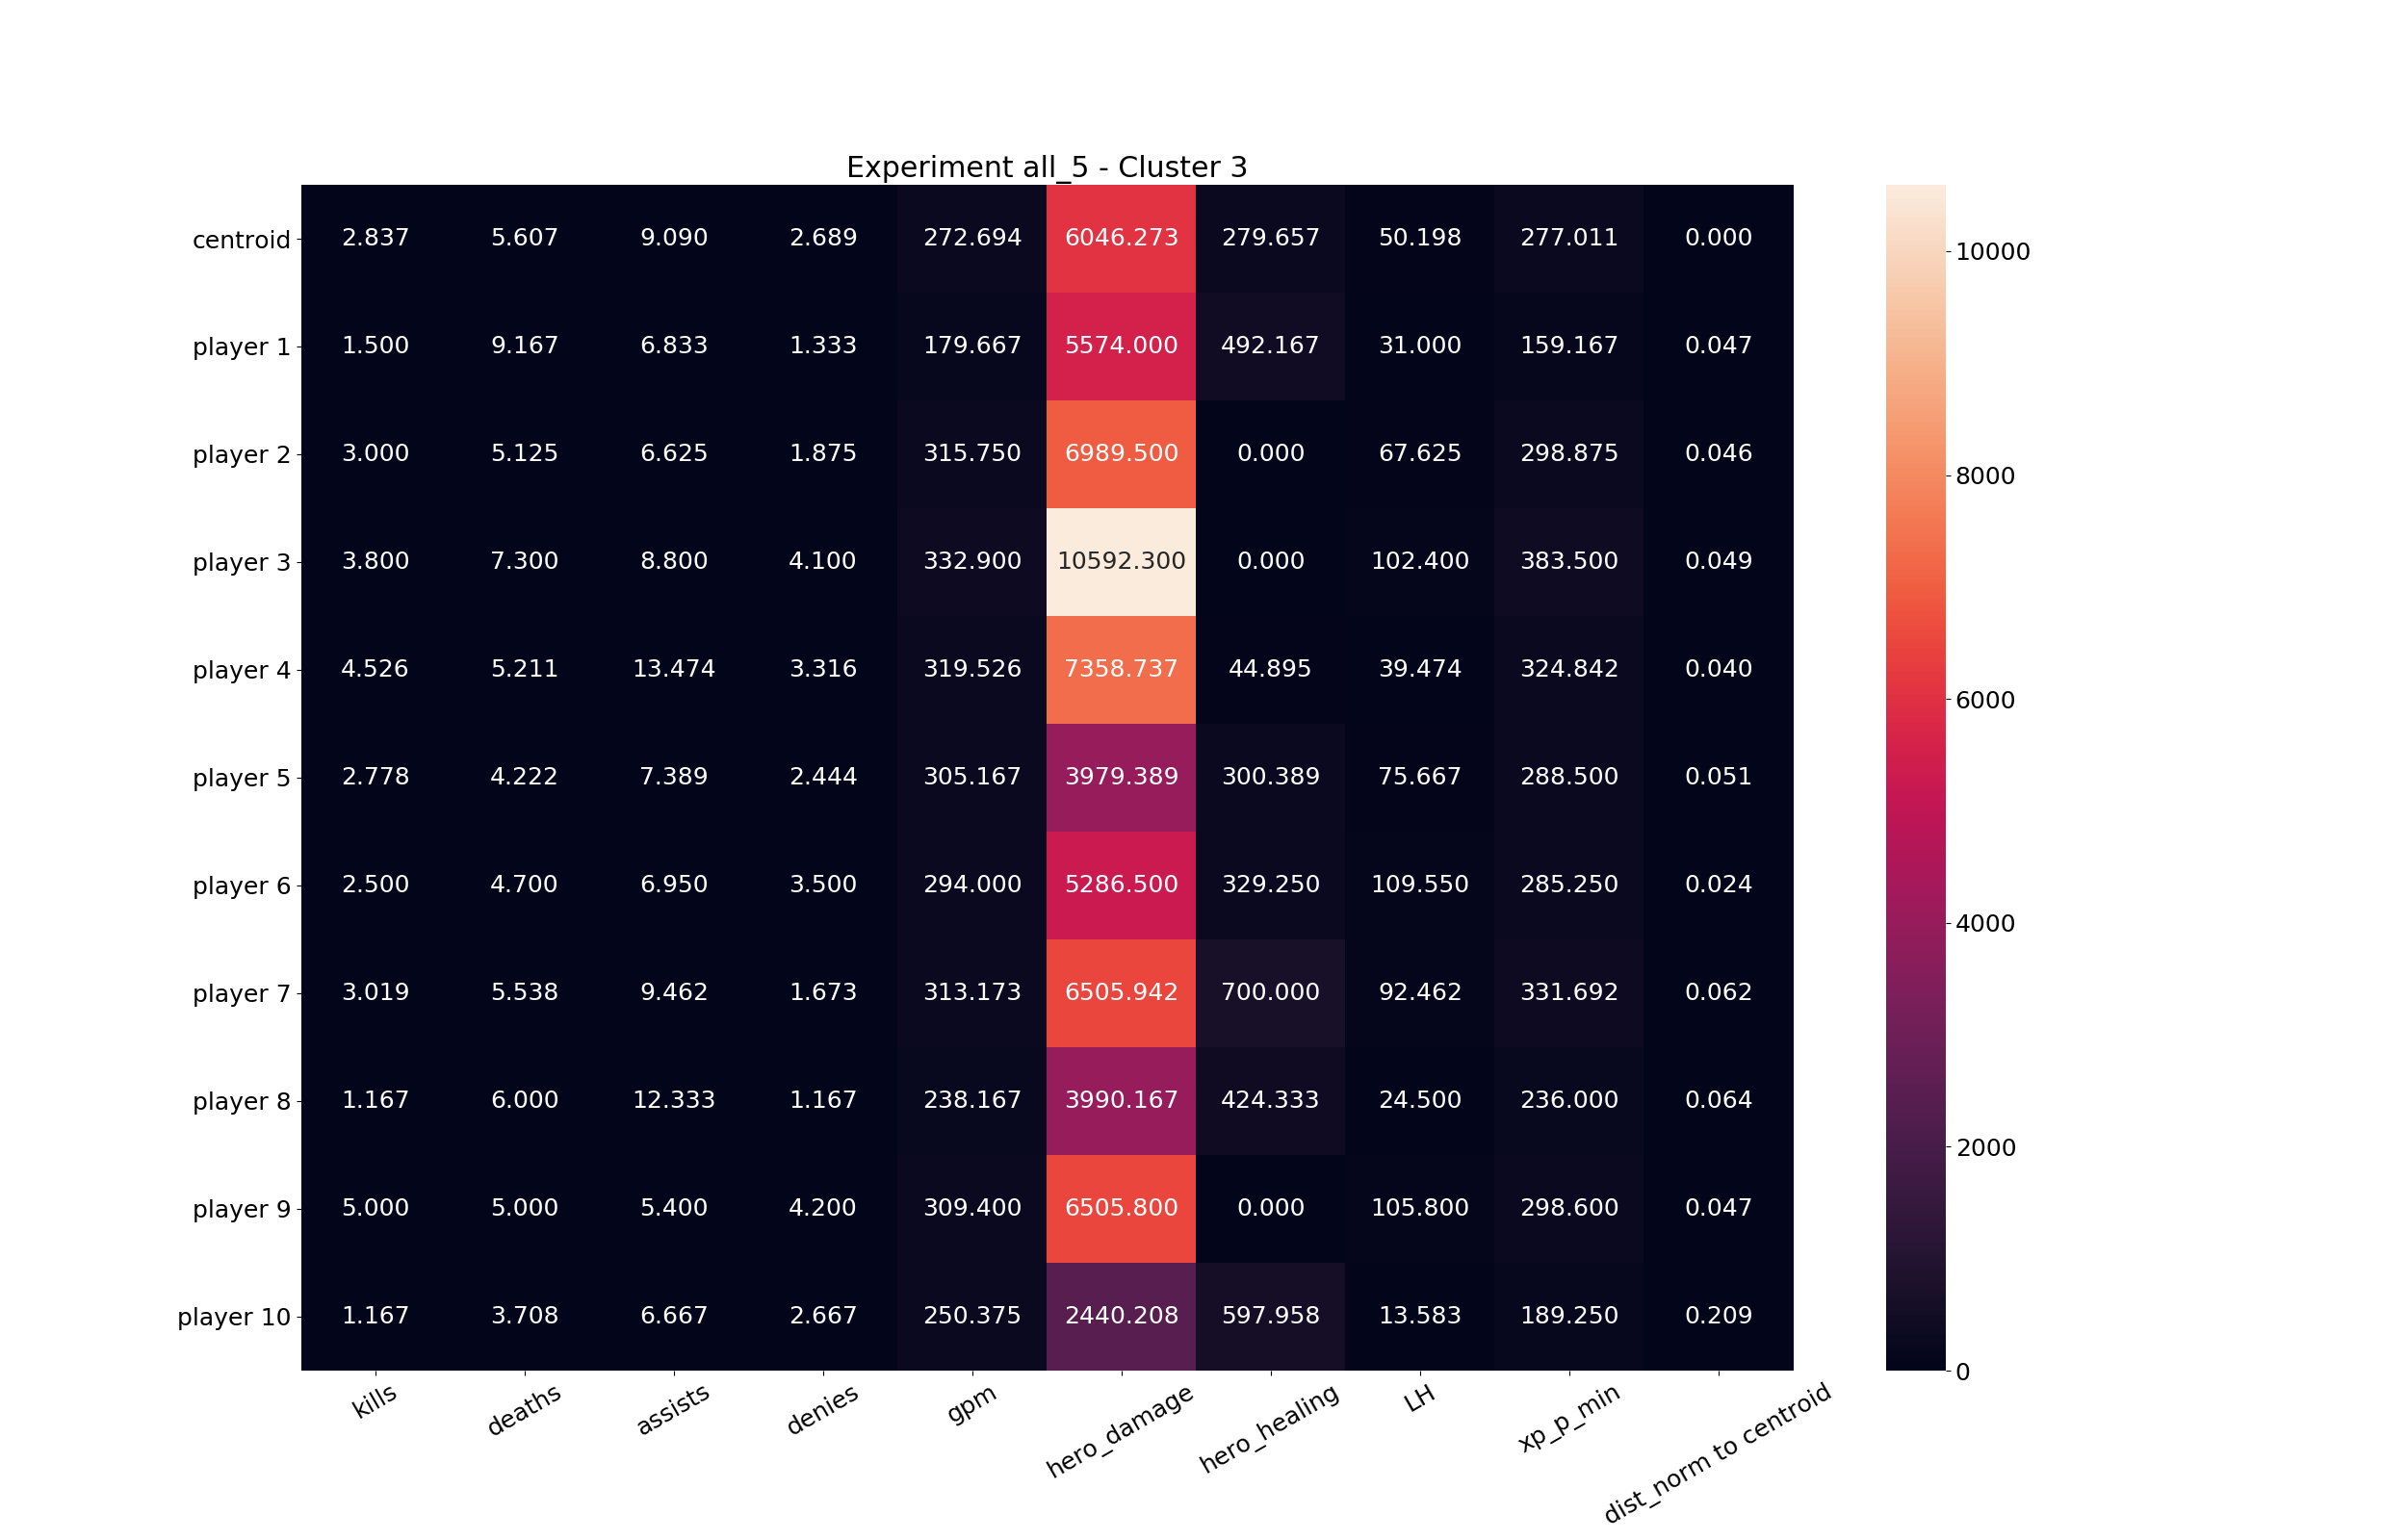 Experiment all_5 - Cluster 3
centroid 2.837 5.607 9.090 2.689 272.694 6046.273 279.657 50.198 277.011 0.000
player 1 1.500 9.167 6.833 1.333 179.667 5574.000 492.167 31.000 159.167 0.047
player 2 3.000 5.125 6.625 1.875 315.750 6989.500 0.000 67.625 298.875 0.046
player 3 3.800 7.300 8.800 4.100 332.900 10592.300 0.000 102.400 383.500 0.049
player 4 4.526 5.211 13.474 3.316 319.526 7358.737 44.895 39.474 324.842 0.040
player 5 2.778 4.222 7.389 2.444 305.167 3979.389 300.389 75.667 288.500 0.051
player 6 2.500 4.700 6.950 3.500 294.000 5286.500 329.250 109.550 285.250 0.024
player 7 3.019 5.538 9.462 1.673 313.173 6505.942 700.000 92.462 331.692 0.062
player 8 1.167 6.000 12.333 1.167 238.167 3990.167 424.333 24.500 236.000 0.064
player 9 5.000 5.000 5.400 4.200 309.400 6505.800 0.000 105.800 298.600 0.047
player 10 1.167 3.708 6.667 2.667 250.375 2440.208 597.958 13.583 189.250 0.209
kills deaths assists denies gpm hero_damage hero_healing LH xp_p_min dist_norm to centroid
10000
8000
6000
4000
2000
0